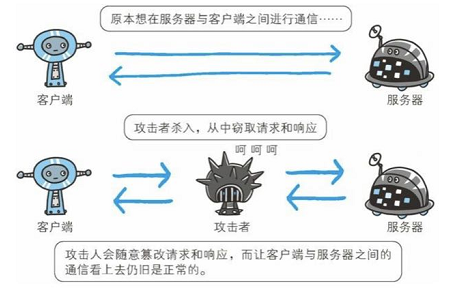 原本想在服务器与客户端之间进行通信……
客户端
服务器
攻击者杀入，从中窃取请求和响应
呵 呵 呵
客户端
攻击者
服务器
攻击人会随意篡改请求和响应，而让客户端与服务器之间的
通信看上去仍旧是正常的。